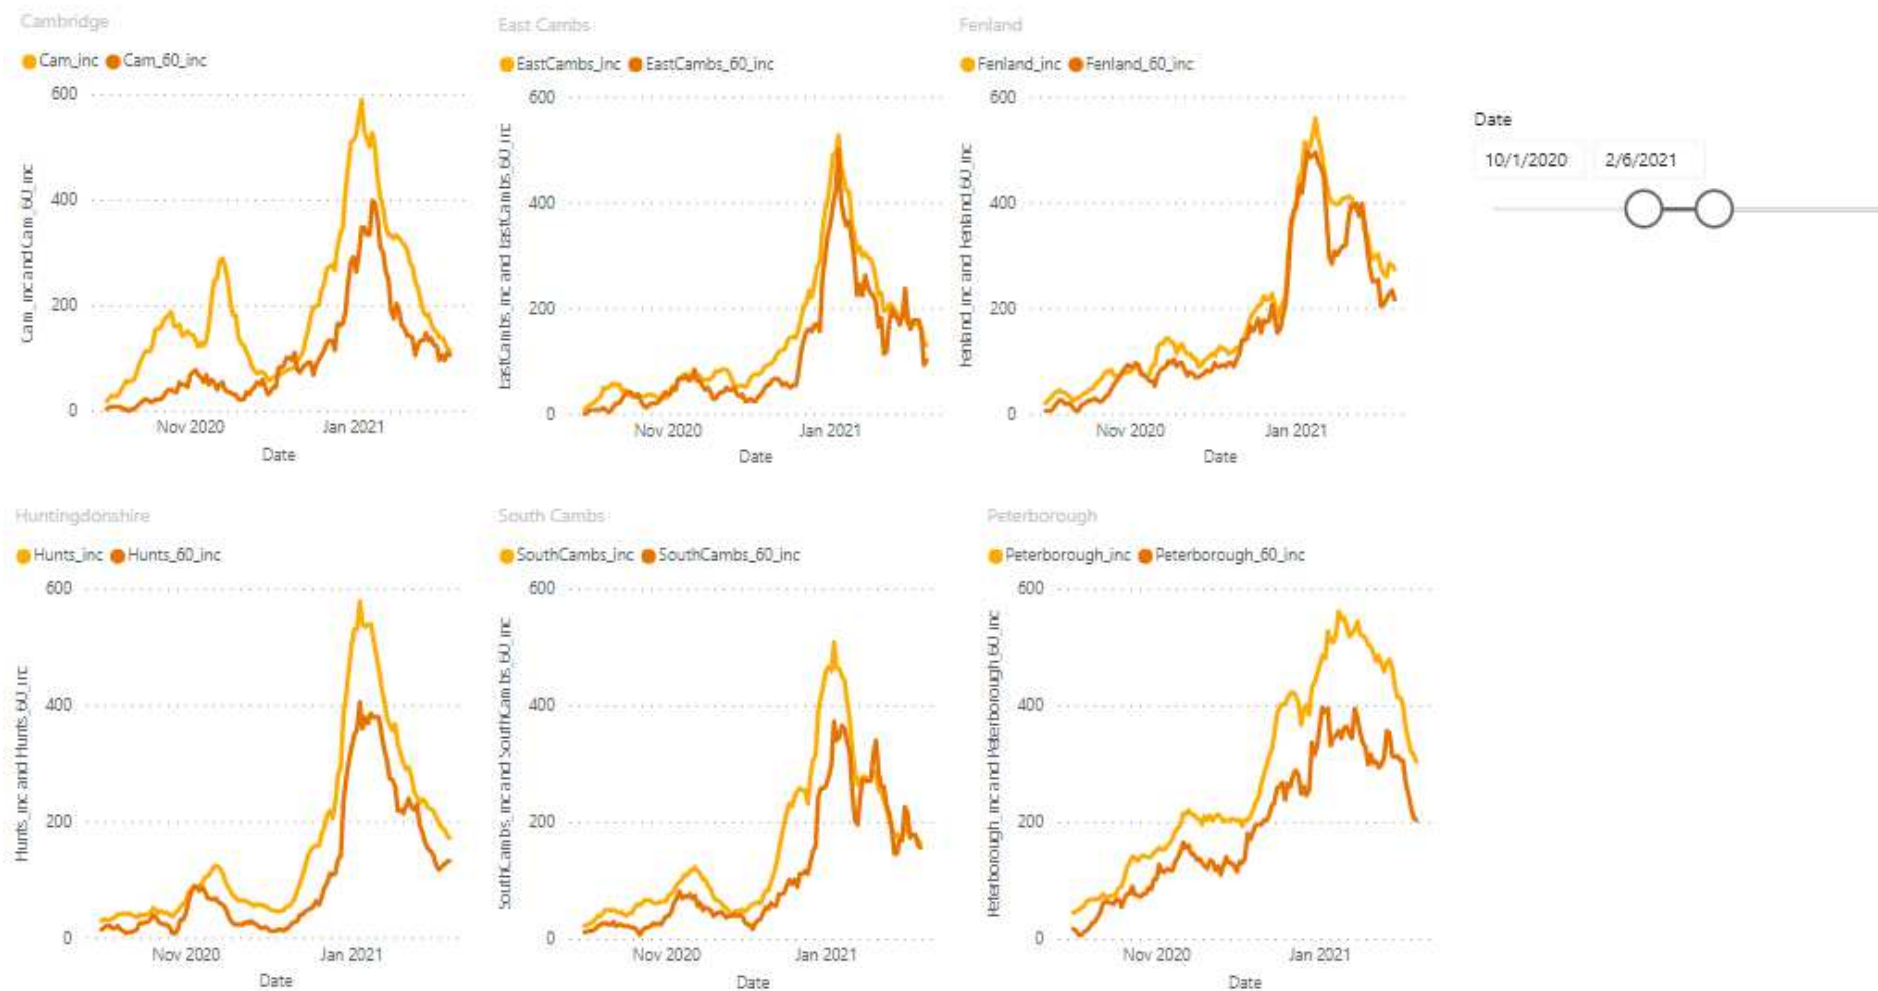 Cambridge
Cam_inc Cam_60_inc
600
400
200
0
Cam_inc and Cam_60_inc
Nov 2020 Jan 2021
Date
East Cambs
EastCambs_inc EastCambs_60_inc
600
400
200
0
EastCambs_inc and EastCambs_60_inc
Nov 2020 Jan 2021
Date
Fenland
Fenland_inc Fenland_60_inc
600
400
200
0
Fenland_inc and Fenland_60_inc
Nov 2020 Jan 2021
Date
Date
10/1/2020 2/6/2021
Huntingdonshire
Hunts_inc Hunts_60_inc
600
400
200
0
Hunts_inc and Hunts_60_inc
Nov 2020 Jan 2021
Date
South Cambs
SouthCambs_inc SouthCambs_60_inc
600
400
200
0
SouthCambs_inc and SouthCambs_60_inc
Nov 2020 Jan 2021
Date
Peterborough
Peterborough_inc Peterborough_60_inc
600
400
200
0
Peterborough_inc and Peterborough_60_inc
Nov 2020 Jan 2021
Date